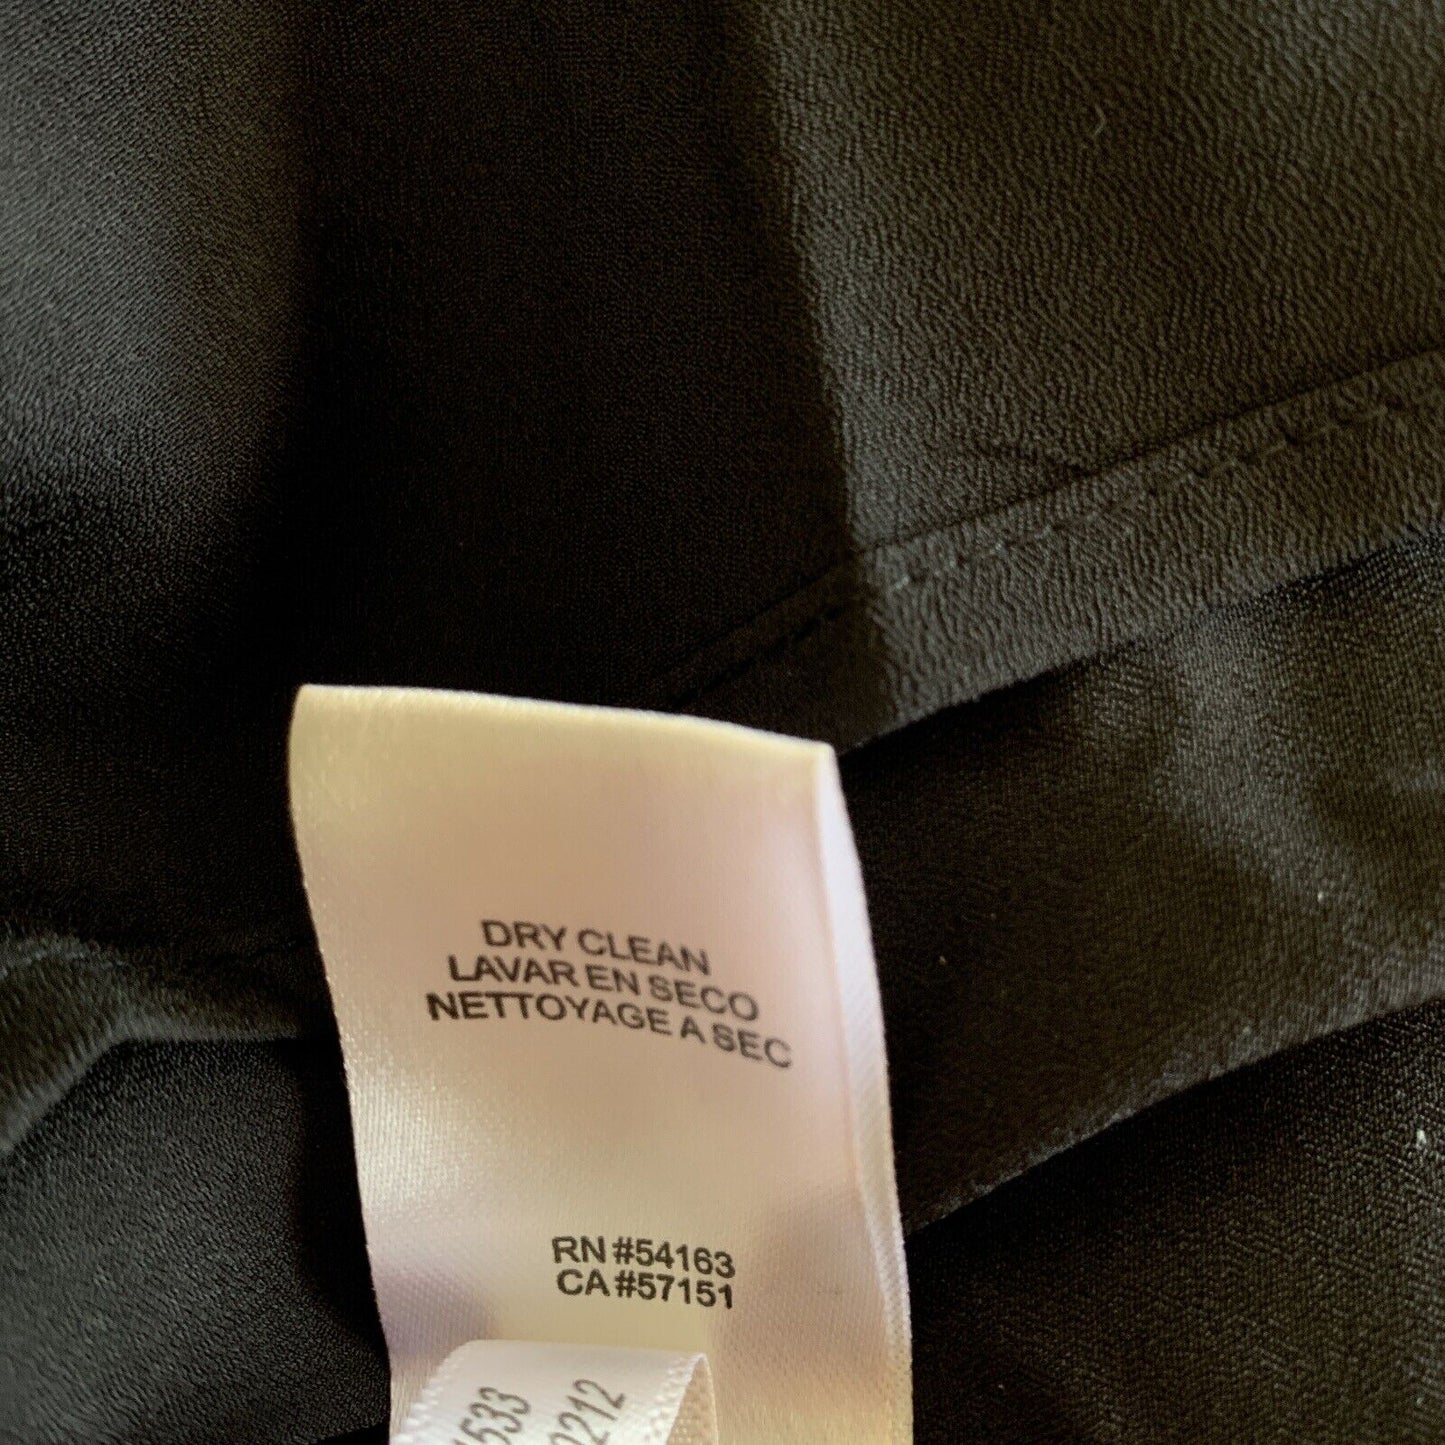 DRY CLEAN
LAVAR EN SECO
NETTOYAGE A SEC
RN #54163
CA #57151